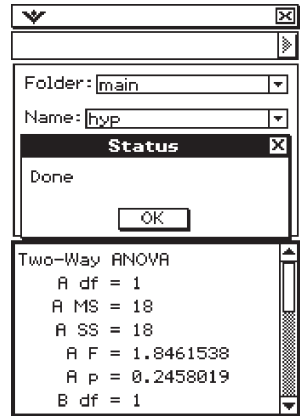 Folder: main
Name: hyp
Status
Done
OK
Two-Way ANOVA
A df = 1
A MS = 18
A SS = 18
A F = 1.8461538
A p = 0.2458019
B df = 1